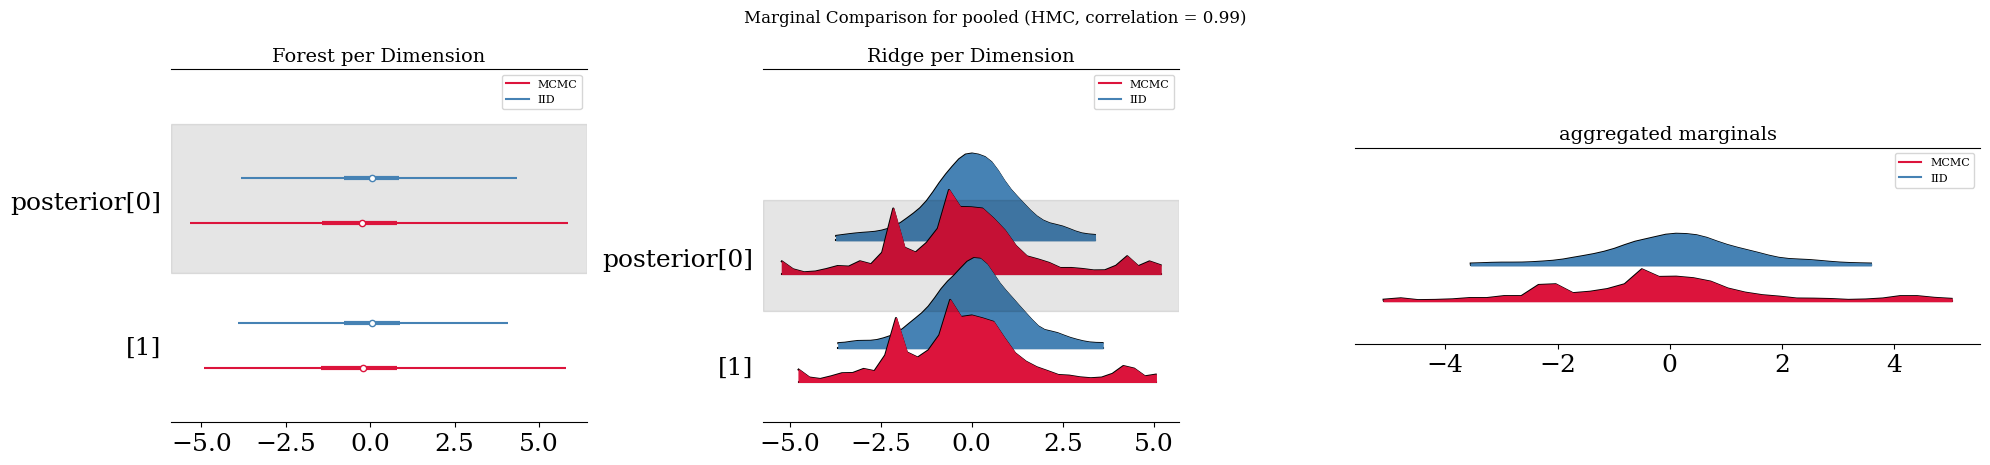 Marginal Comparison for pooled (HMC, correlation = 0.99)
Forest per Dimension
MCMC
IID
posterior[0]
[1]
−5.0 −2.5 0.0 2.5 5.0
Ridge per Dimension
MCMC
IID
posterior[0]
[1]
−5.0 −2.5 0.0 2.5 5.0
aggregated marginals
MCMC
IID
−4 −2 0 2 4